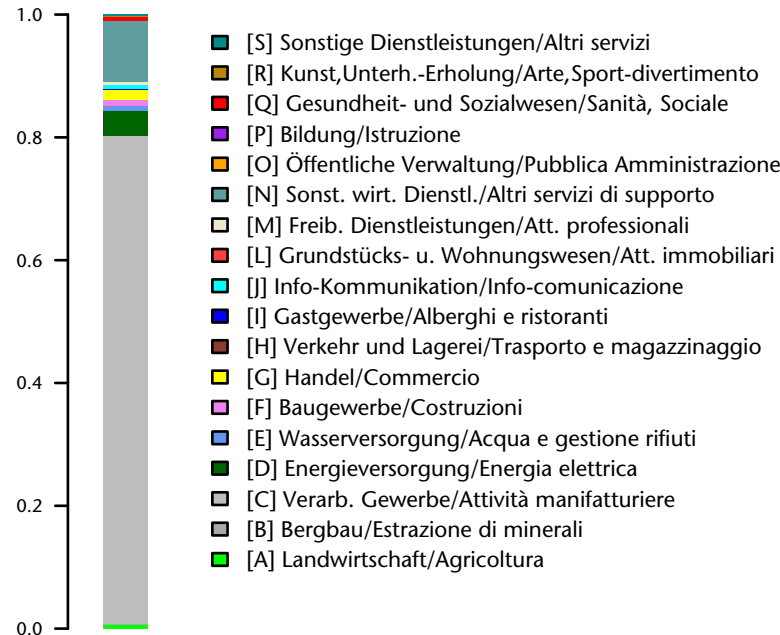 1.0
0.8
0.6
0.4
0.2
0.0
[S] Sonstige Dienstleistungen/Altri servizi
[R] Kunst,Unterh.-Erholung/Arte,Sport-divertimento
[Q] Gesundheit- und Sozialwesen/Sanità, Sociale
[P] Bildung/Istruzione
[O] Öffentliche Verwaltung/Pubblica Amministrazione
[N] Sonst. wirt. Dienstl./Altri servizi di supporto
[M] Freib. Dienstleistungen/Att. professionali
[L] Grundstücks- u. Wohnungswesen/Att. immobiliari
[J] Info-Kommunikation/Info-comunicazione
[I] Gastgewerbe/Alberghi e ristoranti
[H] Verkehr und Lagerei/Trasporto e magazzinaggio
[G] Handel/Commercio
[F] Baugewerbe/Costruzioni
[E] Wasserversorgung/Acqua e gestione rifiuti
[D] Energieversorgung/Energia elettrica
[C] Verarb. Gewerbe/Attività manifatturiere
[B] Bergbau/Estrazione di minerali
[A] Landwirtschaft/Agricoltura